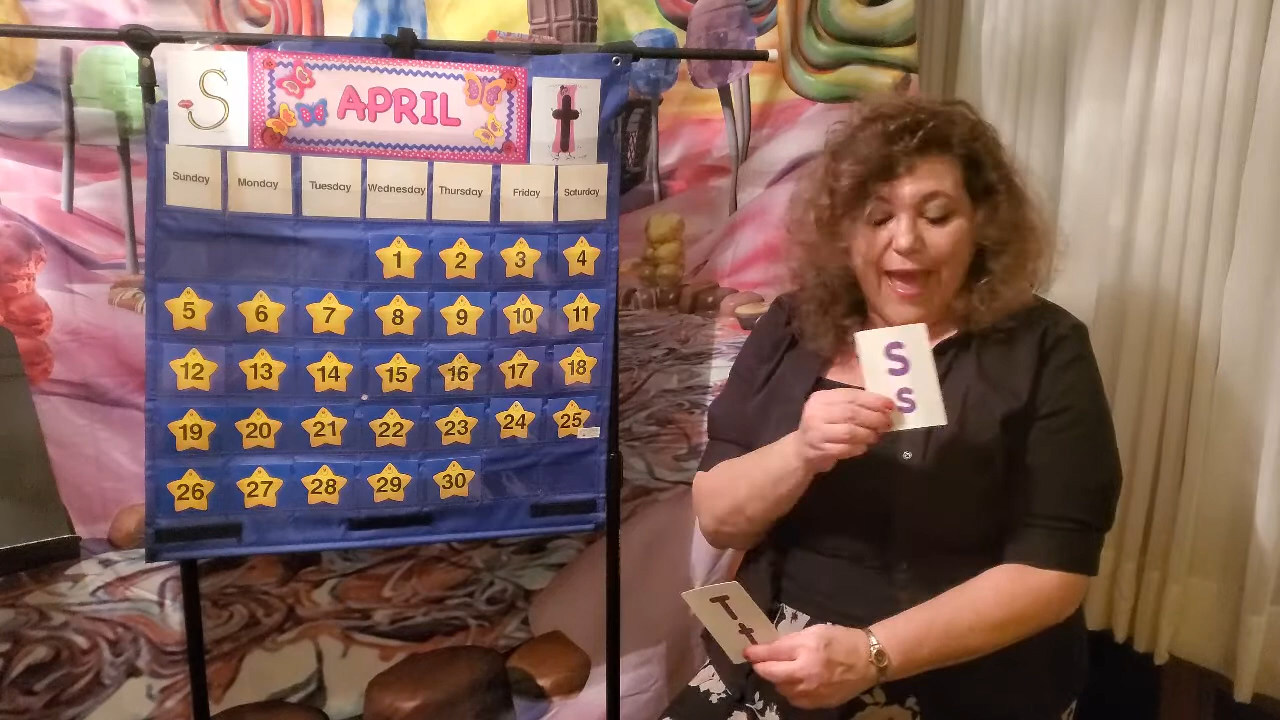 S APRIL t
Sunday Monday Tuesday Wednesday Thursday Friday Saturday
1 2 3 4
5 6 7 8 9 10 11
12 13 14 15 16 17 18
19 20 21 22 23 24 25
26 27 28 29 30
S
s
T
t